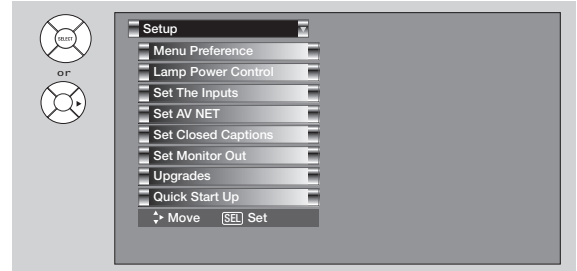 SELECT
or
Setup
Menu Preference
Lamp Power Control
Set The Inputs
Set AV NET
Set Closed Captions
Set Monitor Out
Upgrades
Quick Start Up
Move SEL Set